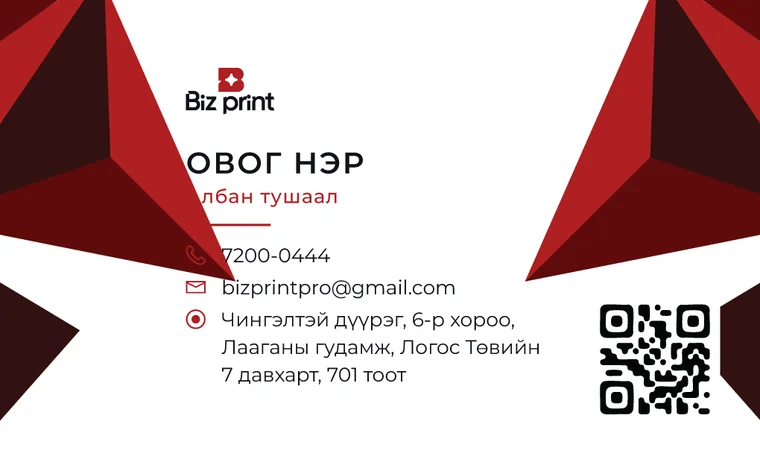 Biz print
ОВОГ НЭР
лбан тушаал
7200-0444
bizprintpro@gmail.com
Чингэлтэй дүүрэг, 6-р хороо,
Лааганы гудамж, Логос Төвийн
7 давхарт, 701 тоот